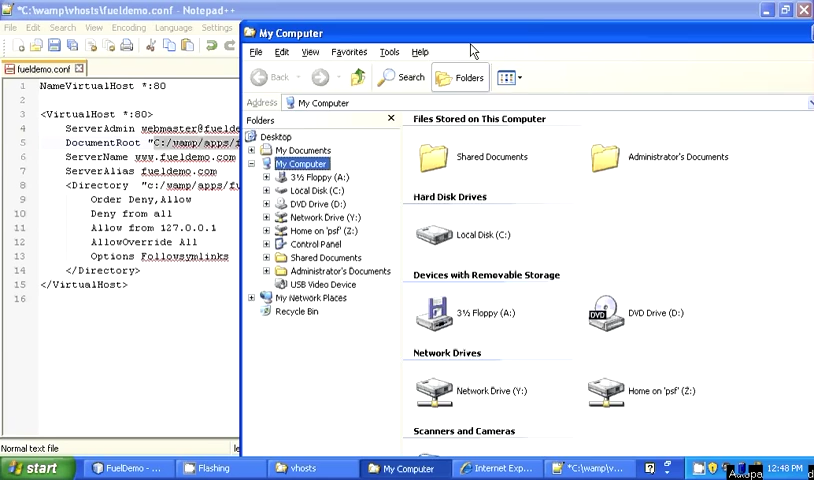 *C:\wamp\vhosts\fueldemo.conf - Notepad++
File Edit Search View Encoding Language Settings
fueldemo.conf
1 NameVirtualHost *:80
2
3 <VirtualHost *:80>
4 ServerAdmin webmaster@fuelde
5 DocumentRoot "C:/wamp/apps/f
6 ServerName www.fueldemo.com
7 ServerAlias fueldemo.com
8 <Directory "c:/wamp/apps/fu
9 Order Deny,Allow
10 Deny from all
11 Allow from 127.0.0.1
12 AllowOverride All
13 Options Followsymlinks
14 </Directory>
15 </VirtualHost>
16
Normal text file
My Computer
File Edit View Favorites Tools Help
Back Search Folders
Address My Computer
Folders
Desktop
My Documents
My Computer
3½ Floppy (A:)
Local Disk (C:)
DVD Drive (D:)
Network Drive (Y:)
Home on 'psf' (Z:)
Control Panel
Shared Documents
Administrator's Documents
USB Video Device
My Network Places
Recycle Bin
Files Stored on This Computer
Shared Documents Administrator's Documents
Hard Disk Drives
Local Disk (C:)
Devices with Removable Storage
3½ Floppy (A:) DVD Drive (D:)
DVD
Network Drives
Network Drive (Y:) Home on 'psf' (Z:)
Scanners and Cameras
start FuelDemo - ... Flashing vhosts My Computer Internet Exp... *C:\wamp\v... 12:48 PM